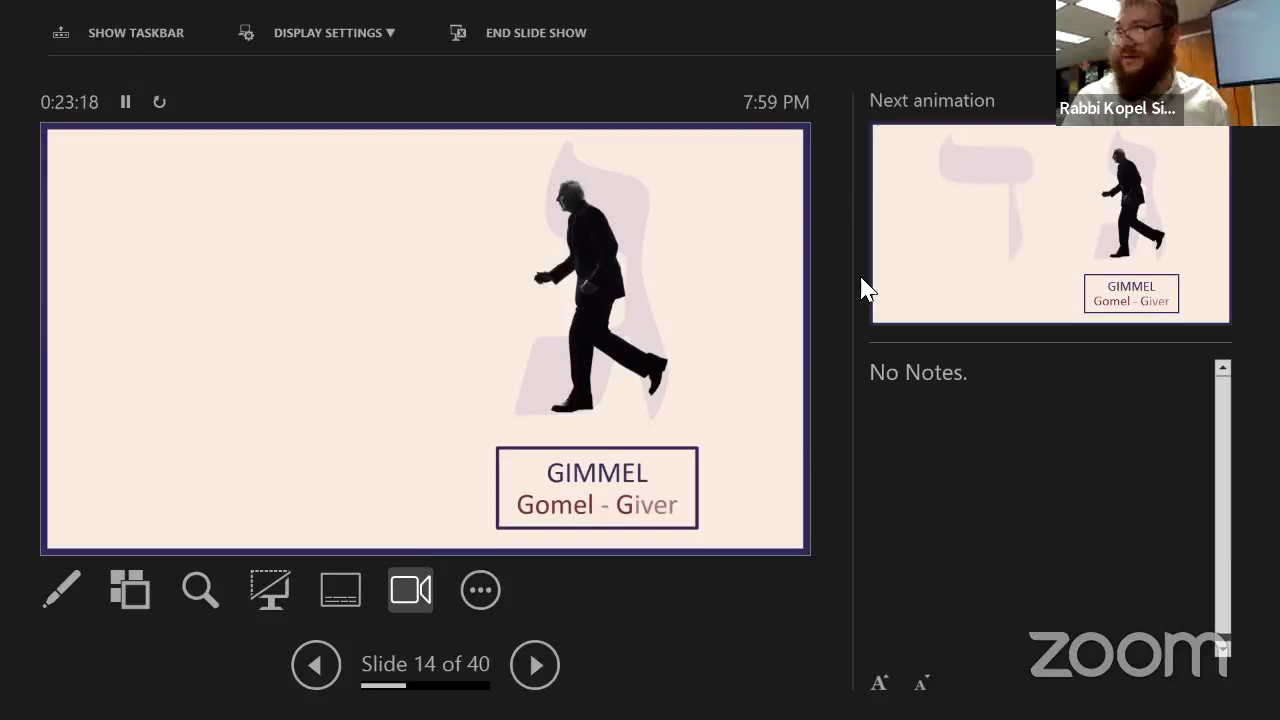 SHOW TASKBAR
DISPLAY SETTINGS ▼
END SLIDE SHOW
0:23:18
7:59 PM
Next animation
Rabbi Kopel Si...
ג
GIMMEL
Gomel - Giver
ד
ג
GIMMEL
Gomel - Giver
No Notes.
Slide 14 of 40
A
A
zoom